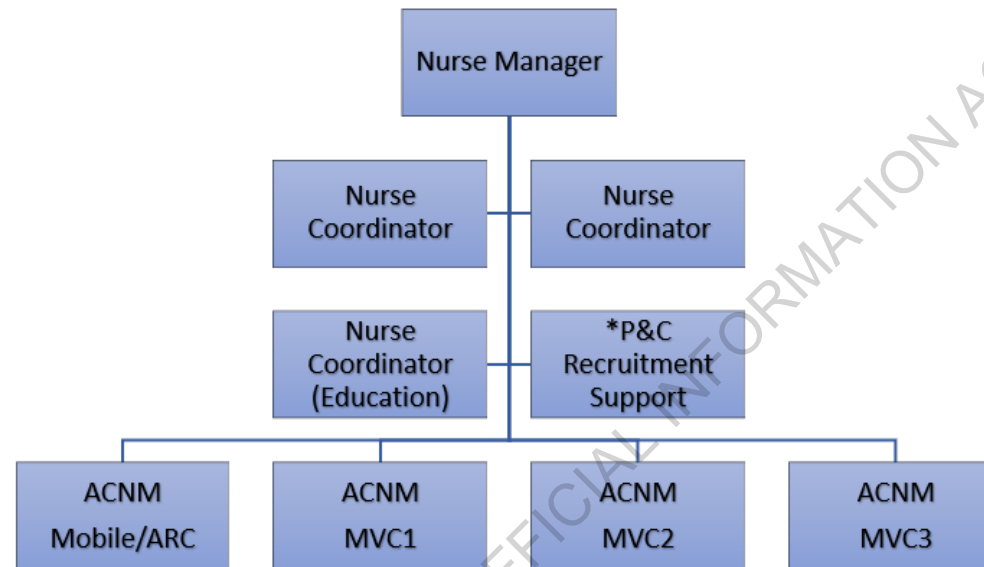 Nurse Manager
Nurse
Coordinator
Nurse
Coordinator
Nurse
Coordinator
(Education)
*P&C
Recruitment
Support
ACNM
Mobile/ARC
ACNM
MVC1
ACNM
MVC2
ACNM
MVC3
INFORMATION